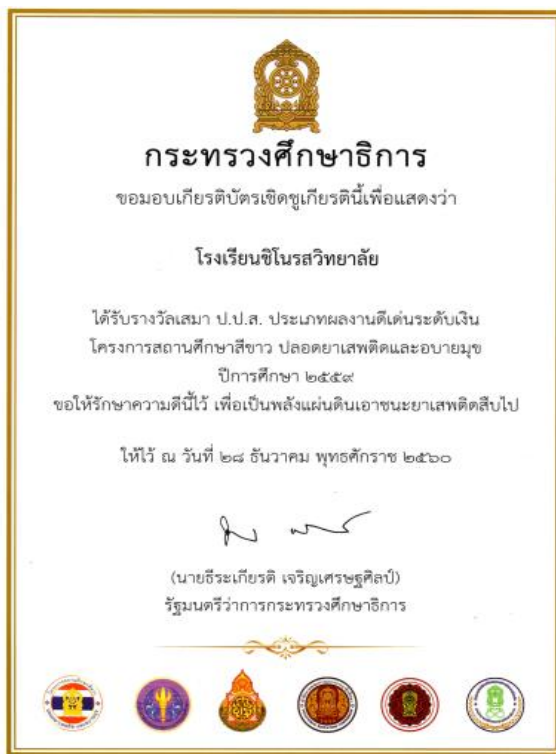 กระทรวงศึกษาธิการ
ขอมอบเกียรติบัตรเชิดชูเกียรตินี้เพื่อแสดงว่า
โรงเรียนชิโนรสวิทยาลัย
ได้รับรางวัลเสมา ป.ป.ส. ประเภทผลงานดีเด่นระดับเงิน
โครงการสถานศึกษาสีขาว ปลอดยาเสพติดและอบายมุข
ปีการศึกษา ๒๕๕๙
ขอให้รักษาความดีนี้ไว้ เพื่อเป็นพลังแผ่นดินเอาชนะยาเสพติดสืบไป
ให้ไว้ ณ วันที่ ๒๘ ธันวาคม พุทธศักราช ๒๕๖๐
(นายธีระเกียรติ เจริญเศรษฐศิลป์)
รัฐมนตรีว่าการกระทรวงศึกษาธิการ